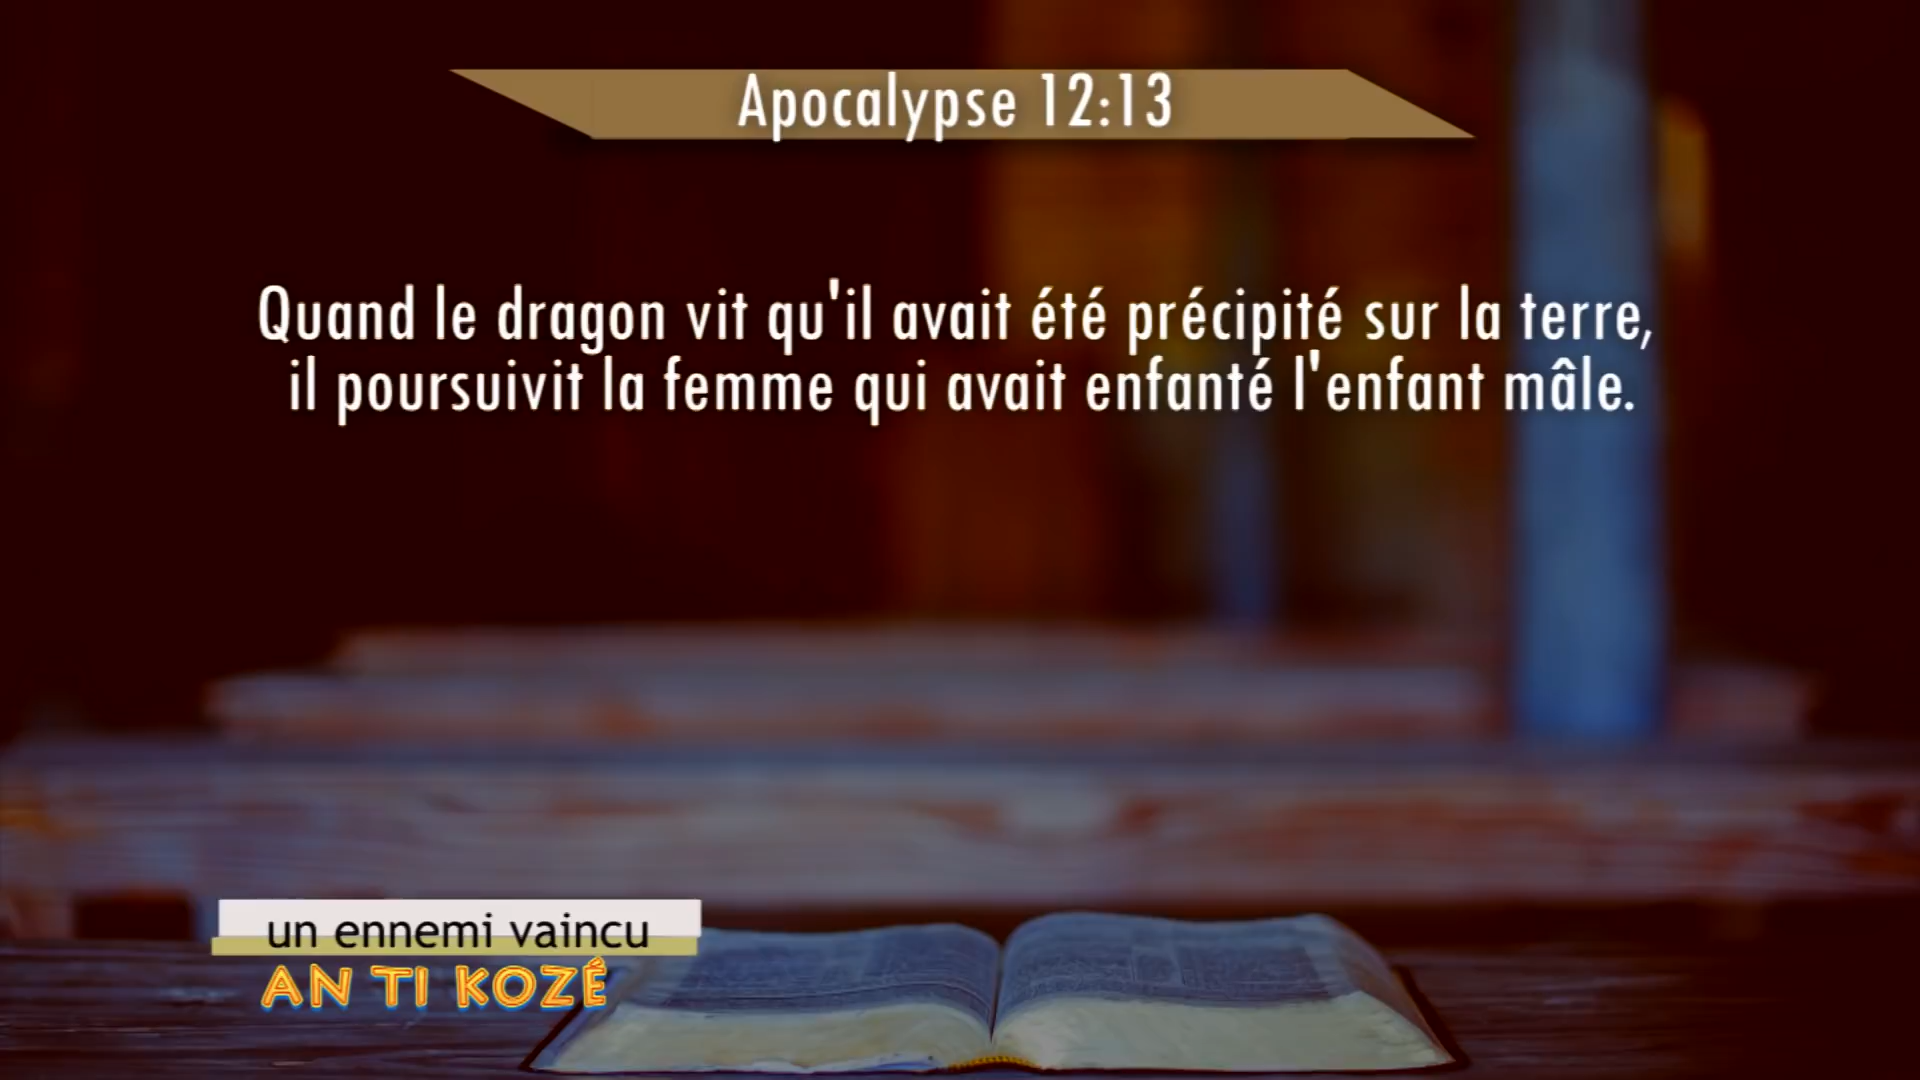 Apocalypse 12:13
Quand le dragon vit qu'il avait été précipité sur la terre,
il poursuivit la femme qui avait enfanté l'enfant mâle.
un ennemi vaincu
AN TI KOZÉ